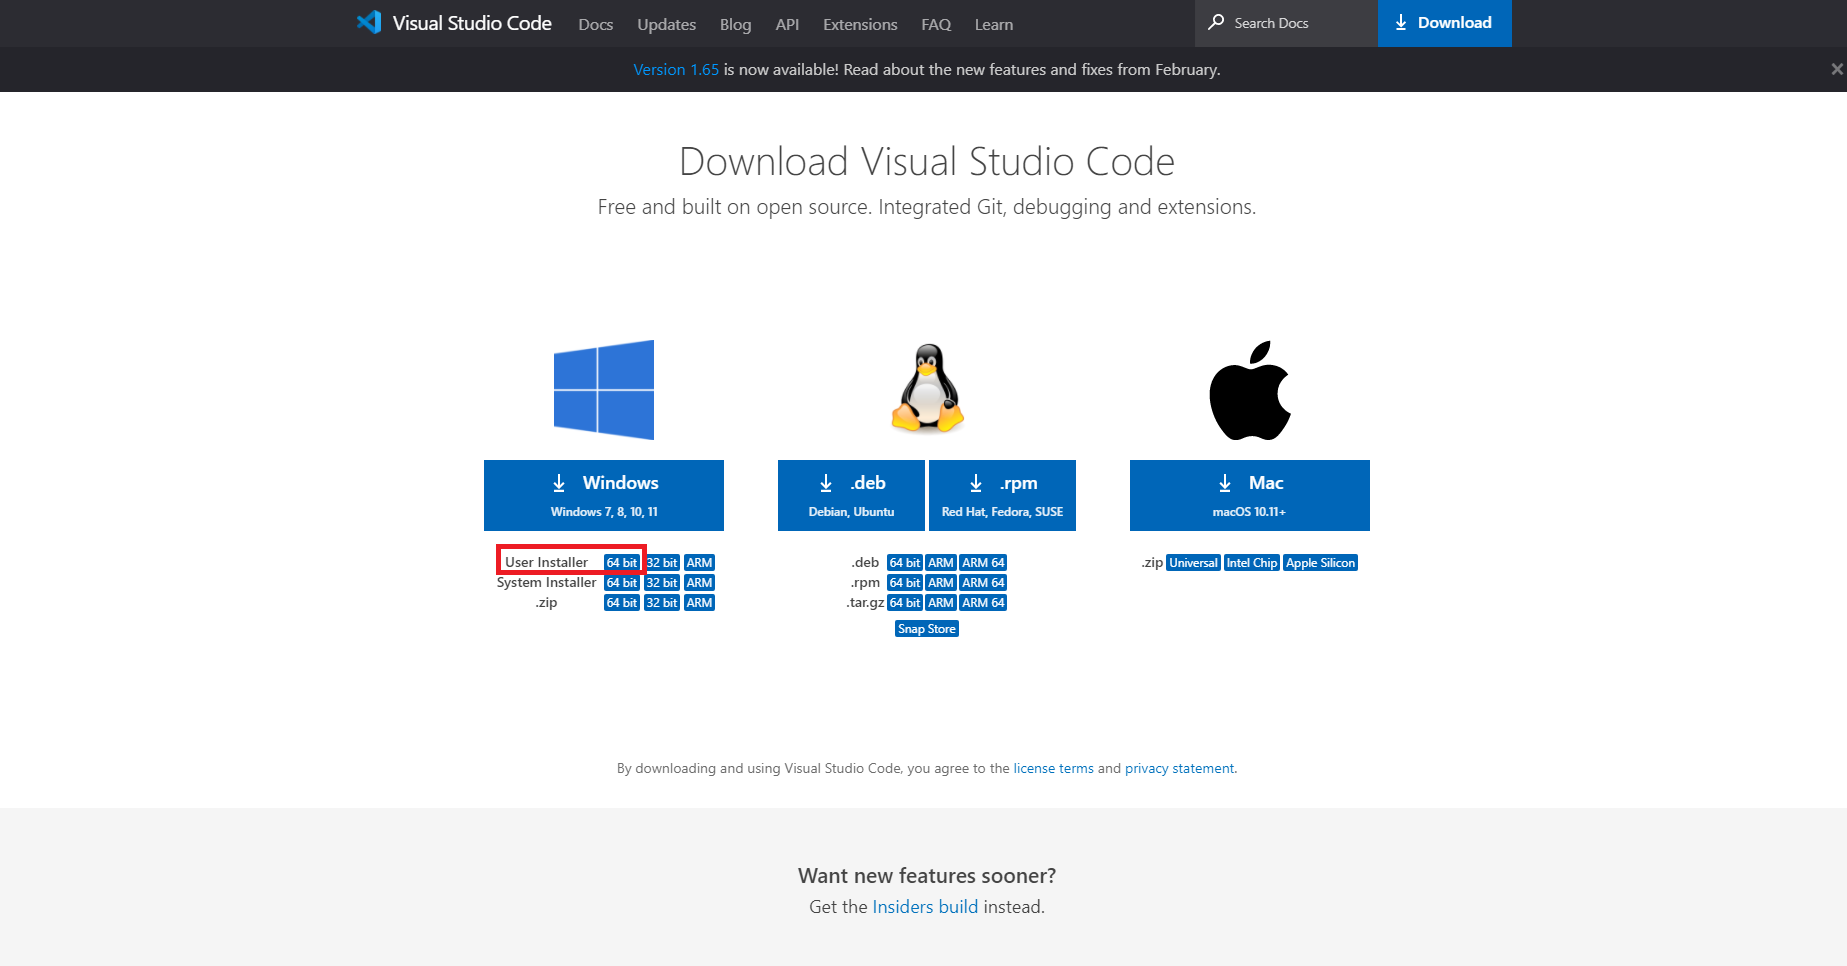 Visual Studio Code Docs Updates Blog API Extensions FAQ Learn Search Docs Download
Version 1.65 is now available! Read about the new features and fixes from February.
Download Visual Studio Code
Free and built on open source. Integrated Git, debugging and extensions.
Windows
Windows 7, 8, 10, 11
User Installer 64 bit 32 bit ARM
System Installer 64 bit 32 bit ARM
.zip 64 bit 32 bit ARM
.deb
Debian, Ubuntu
.rpm
Red Hat, Fedora, SUSE
.deb 64 bit ARM ARM 64
.rpm 64 bit ARM ARM 64
.tar.gz 64 bit ARM ARM 64
Snap Store
Mac
macOS 10.11+
.zip Universal Intel Chip Apple Silicon
By downloading and using Visual Studio Code, you agree to the license terms and privacy statement.
Want new features sooner?
Get the Insiders build instead.